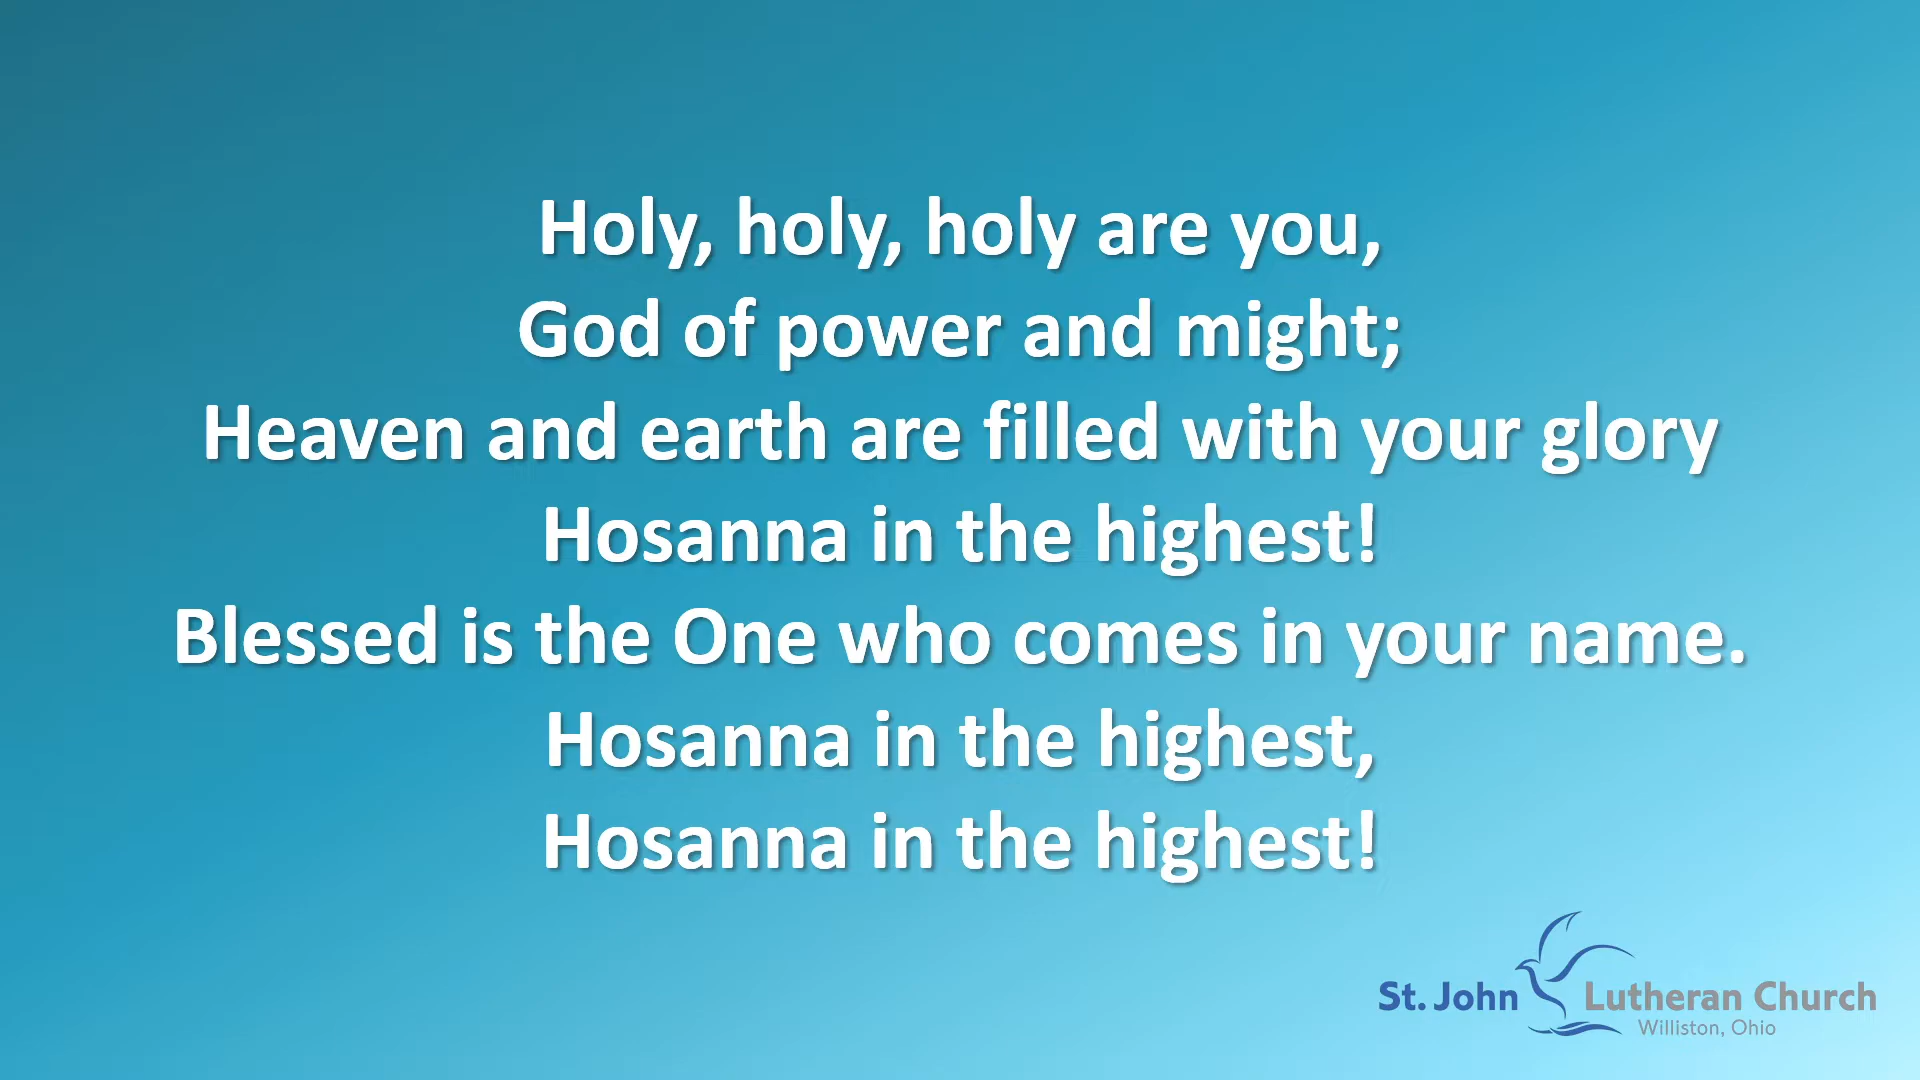 Holy, holy, holy are you,
God of power and might;
Heaven and earth are filled with your glory
Hosanna in the highest!
Blessed is the One who comes in your name.
Hosanna in the highest,
Hosanna in the highest!
St. John Lutheran Church
Williston, Ohio